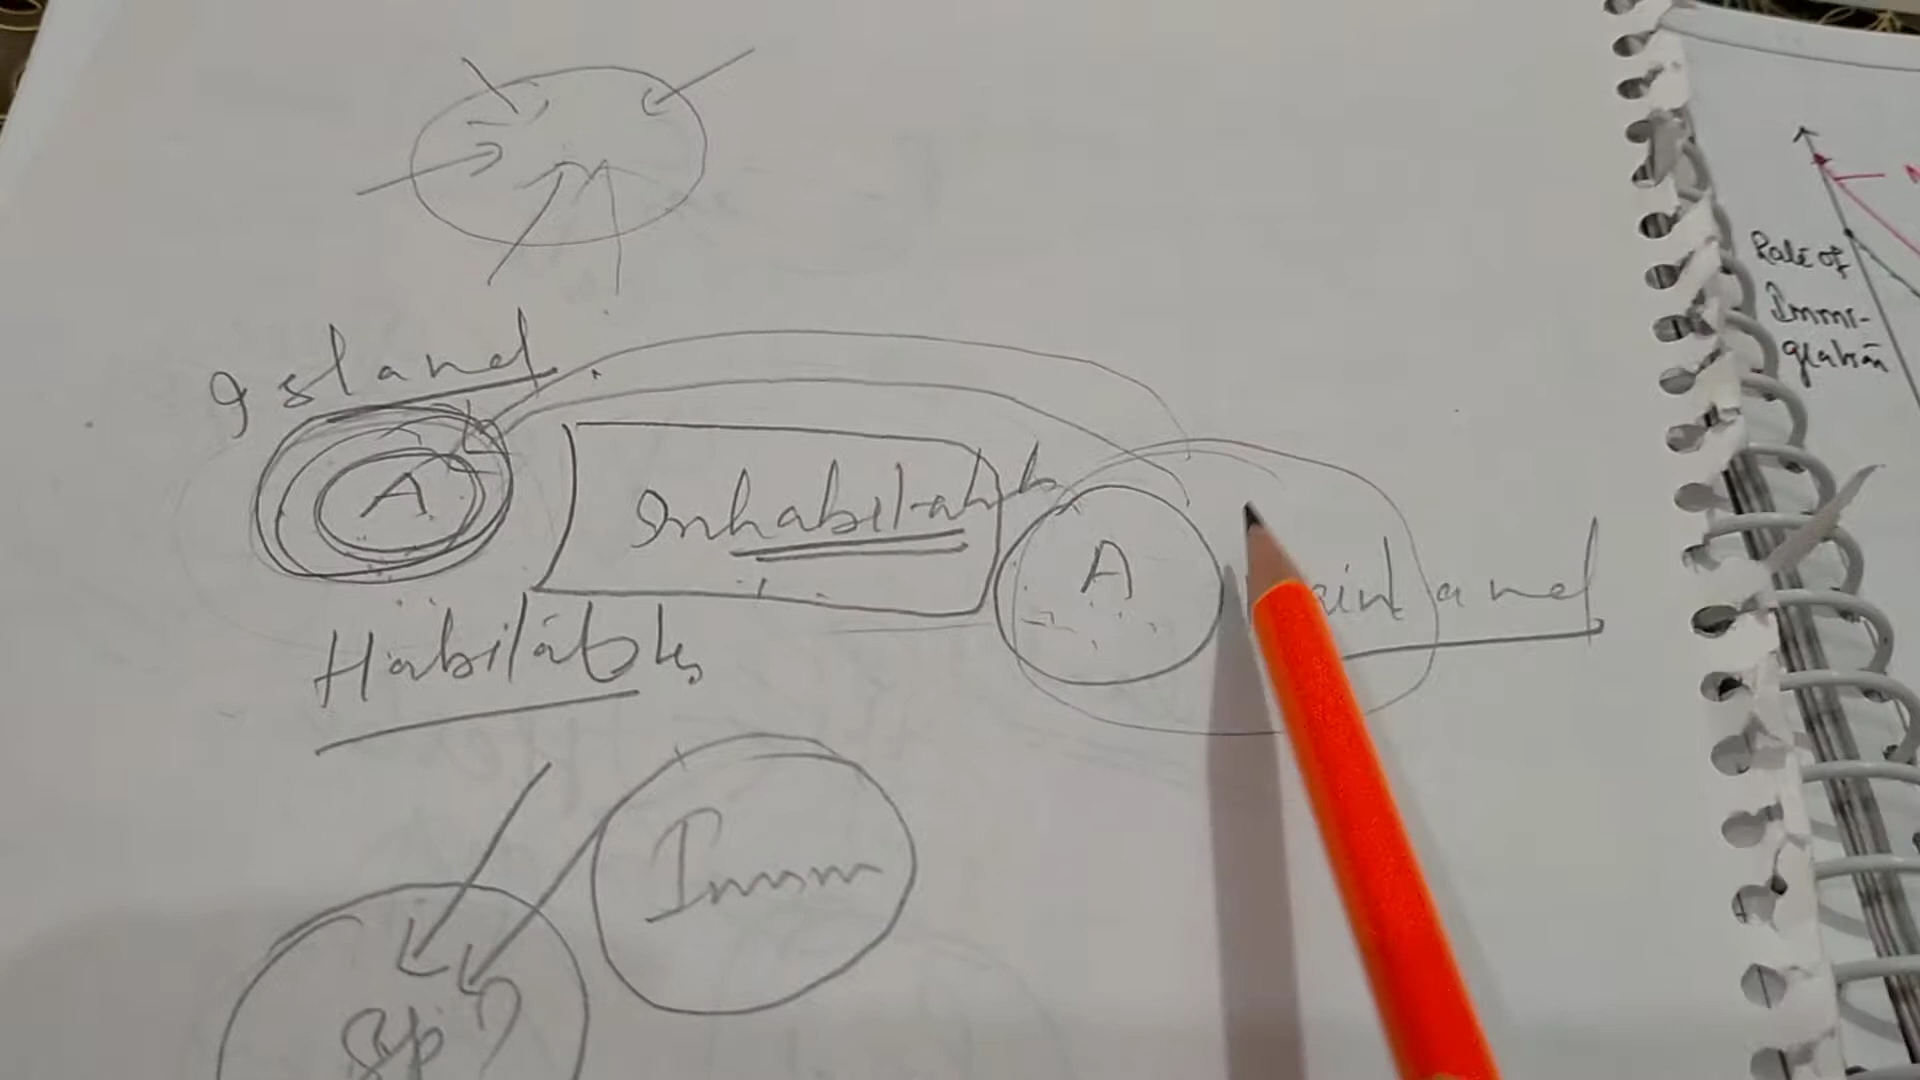 Island
A
Inhabitable
A
Mainland
Habitable
Imm
Sp
Rate of
Immi-
gration